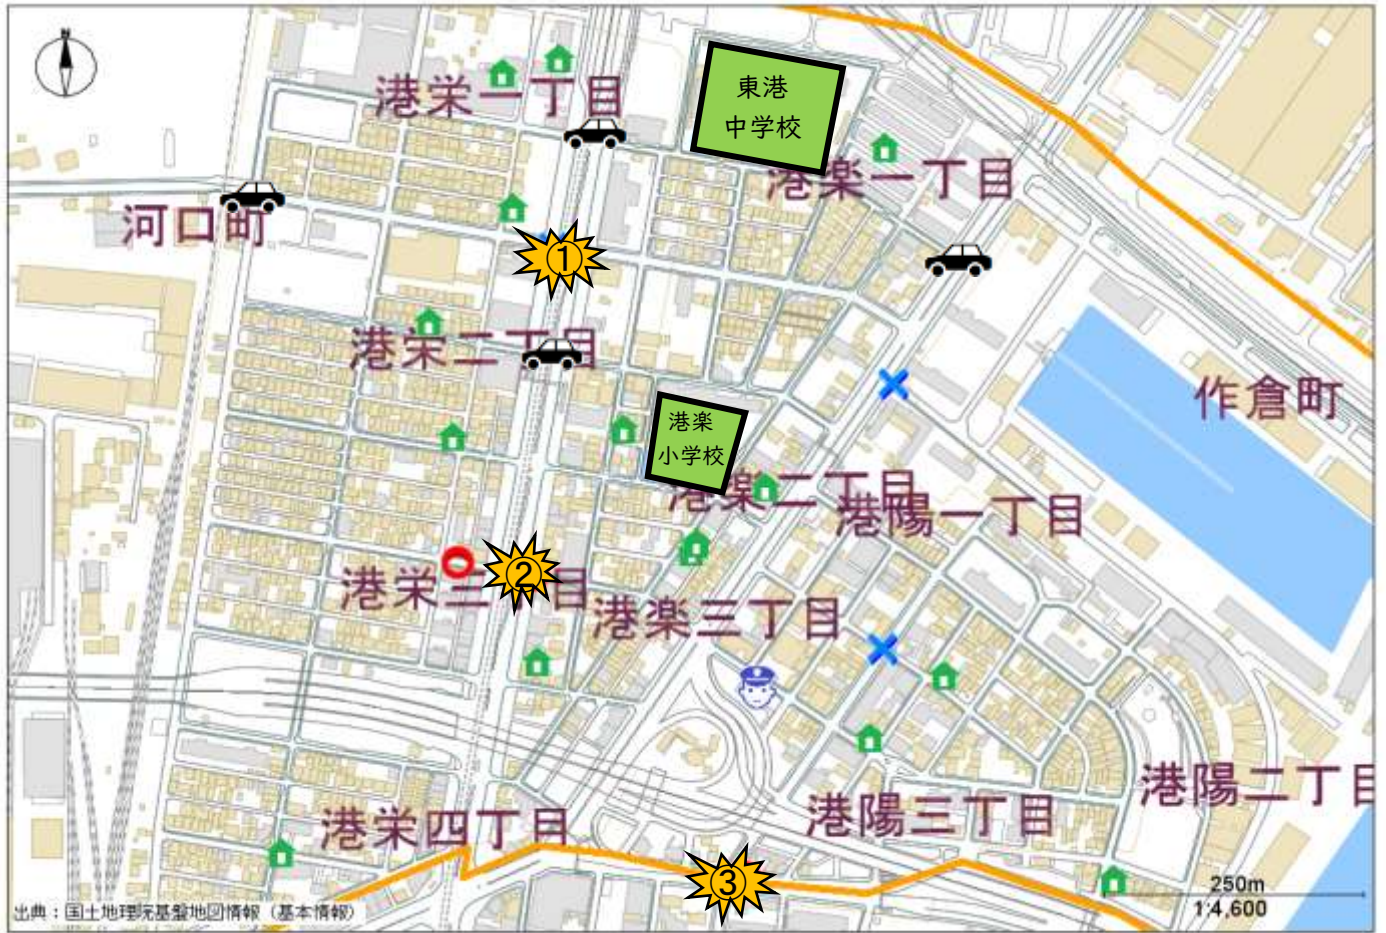 N
東港
中学校
港栄一丁目
港楽一丁目
河口町
①
港栄二丁目
作倉町
港楽
小学校
港楽二丁目
港陽一丁目
②
港栄三丁目
港楽三丁目
港陽二丁目
港陽三丁目
港栄四丁目
③
250m
1:4,600
出典:国土地理院基盤地図情報(基本情報)